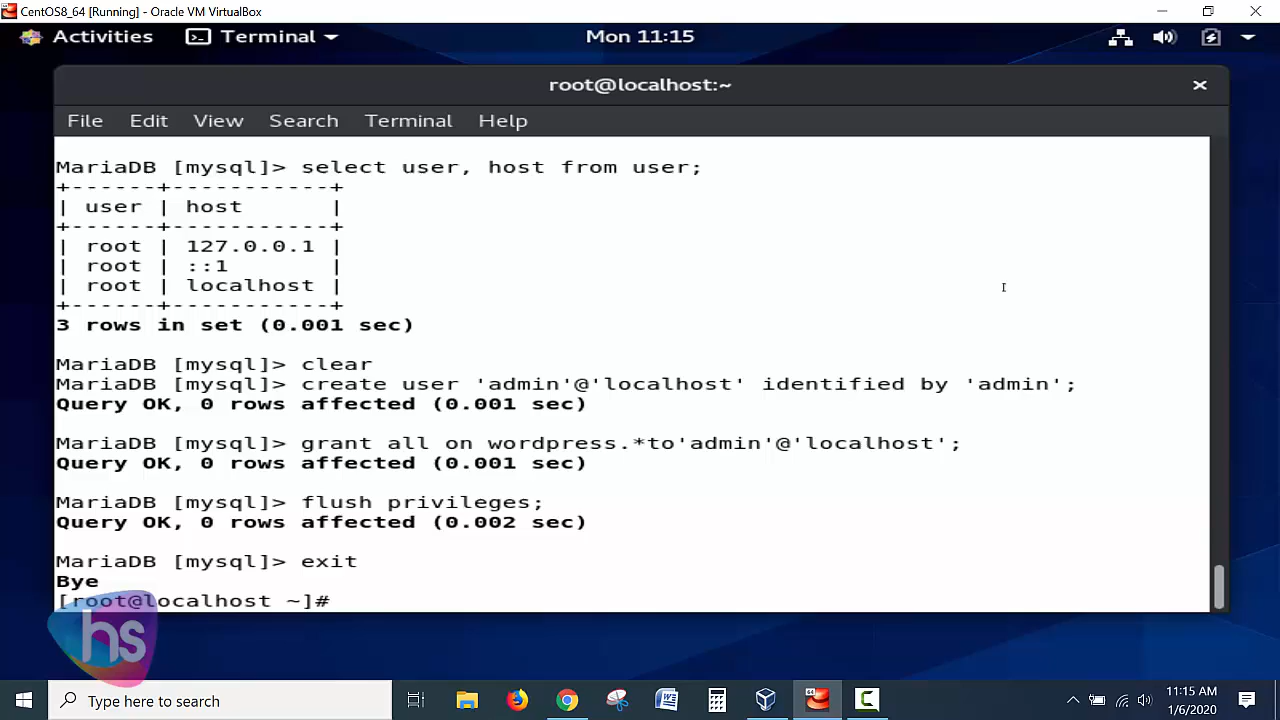 CentOS8_64 [Running] - Oracle VM VirtualBox
Activities Terminal Mon 11:15
root@localhost:~
File Edit View Search Terminal Help
MariaDB [mysql]> select user, host from user;
+------+-----------+
| user | host      |
+------+-----------+
| root | 127.0.0.1 |
| root | ::1       |
| root | localhost |
+------+-----------+
3 rows in set (0.001 sec)
MariaDB [mysql]> clear
MariaDB [mysql]> create user 'admin'@'localhost' identified by 'admin';
Query OK, 0 rows affected (0.001 sec)
MariaDB [mysql]> grant all on wordpress.*to'admin'@'localhost';
Query OK, 0 rows affected (0.001 sec)
MariaDB [mysql]> flush privileges;
Query OK, 0 rows affected (0.002 sec)
MariaDB [mysql]> exit
Bye
[root@localhost ~]#
hs
Type here to search
11:15 AM
1/6/2020